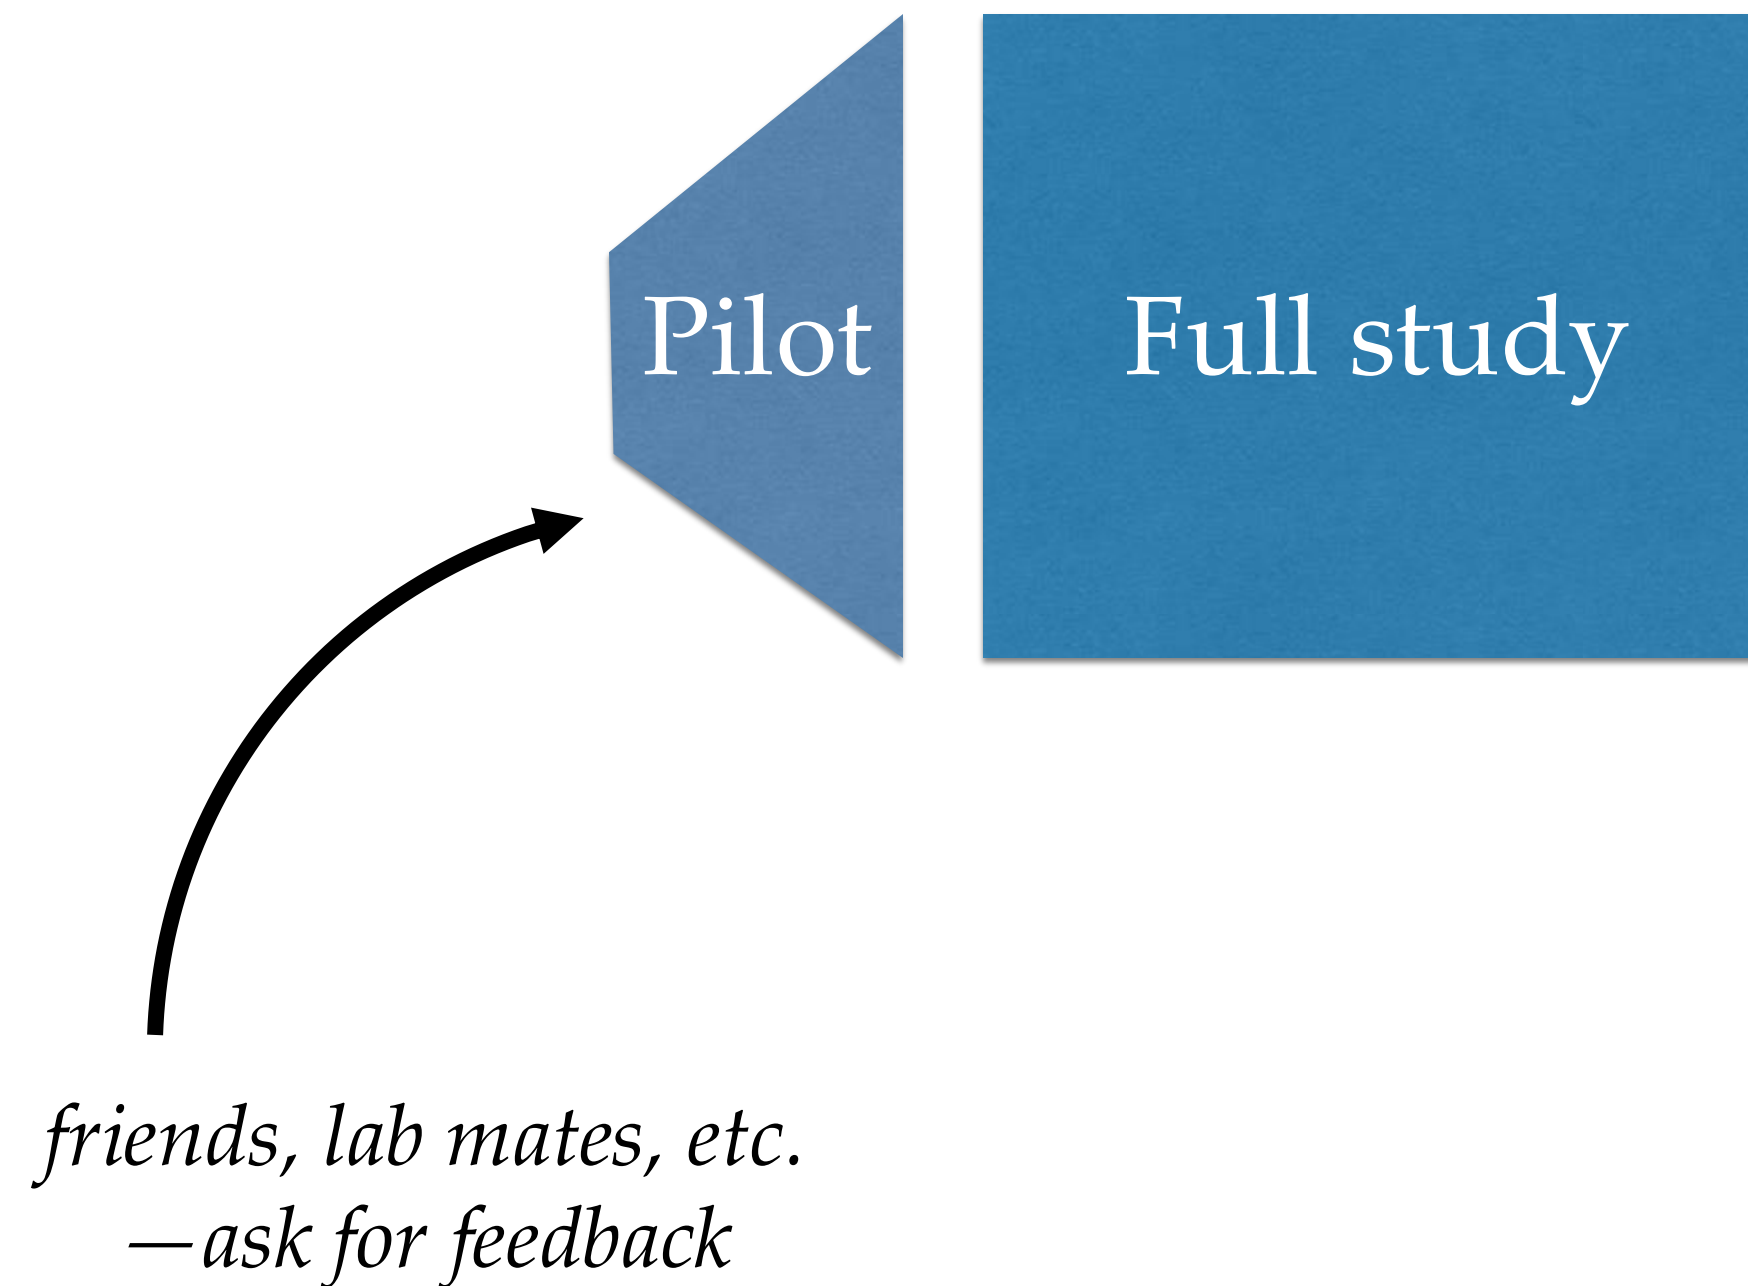 Pilot
Full study
friends, lab mates, etc.
—ask for feedback